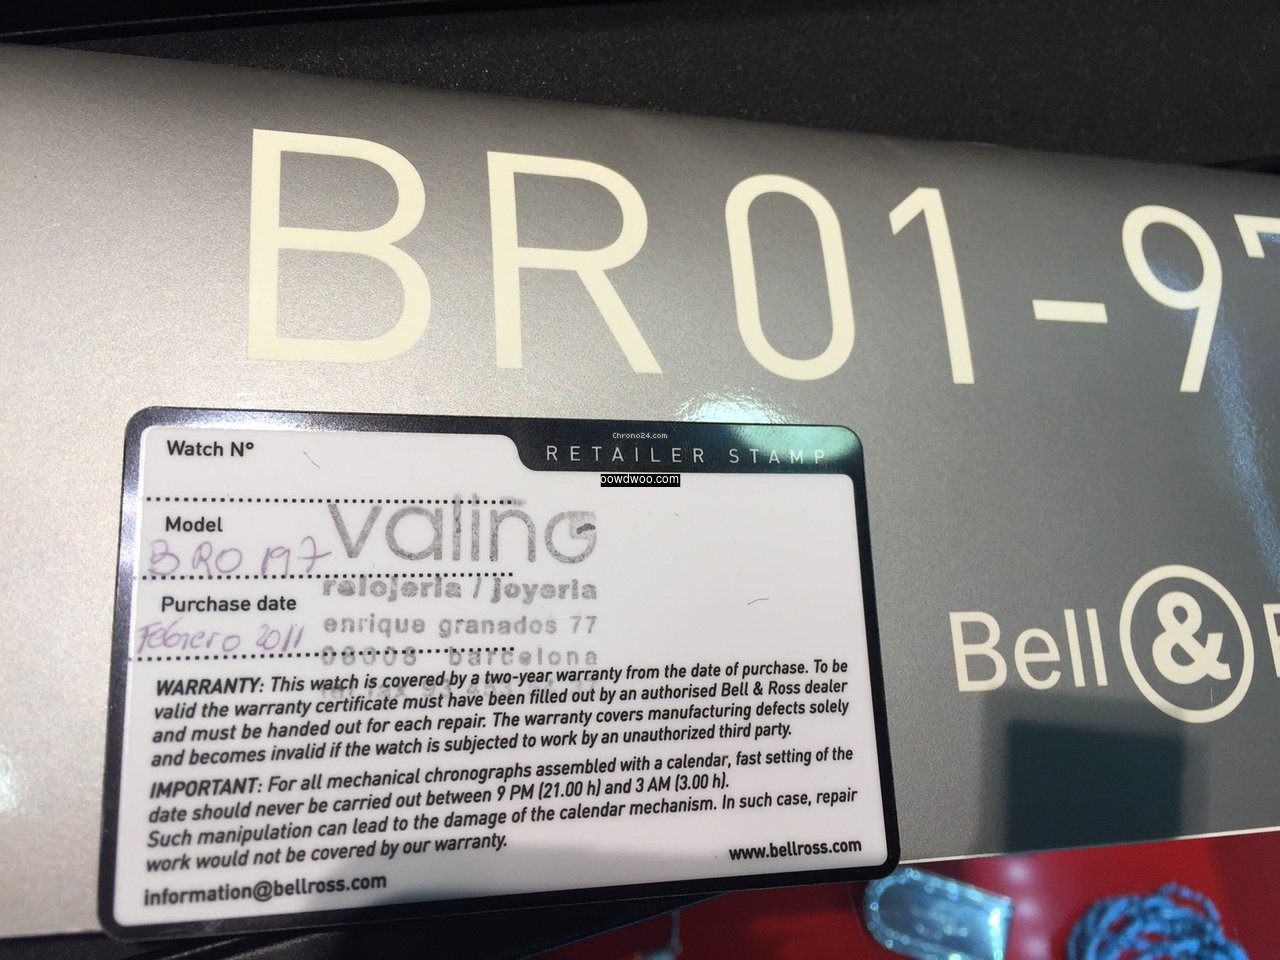 BR01-97
Chrono24.com
RETAILER STAMP
powdwoo.com
Watch Nº
Model
BRO 197
valiño
relojeria / joyeria
Purchase date
Febrero 2011
enrique granados 77
08008 barcelona
WARRANTY: This watch is covered by a two-year warranty from the date of purchase. To be
valid the warranty certificate must have been filled out by an authorised Bell & Ross dealer
and must be handed out for each repair. The warranty covers manufacturing defects solely
and becomes invalid if the watch is subjected to work by an unauthorized third party.
IMPORTANT: For all mechanical chronographs assembled with a calendar, fast setting of the
date should never be carried out between 9 PM (21.00 h) and 3 AM (3.00 h).
Such manipulation can lead to the damage of the calendar mechanism. In such case, repair
work would not be covered by our warranty.
www.bellross.com
information@bellross.com
Bell &